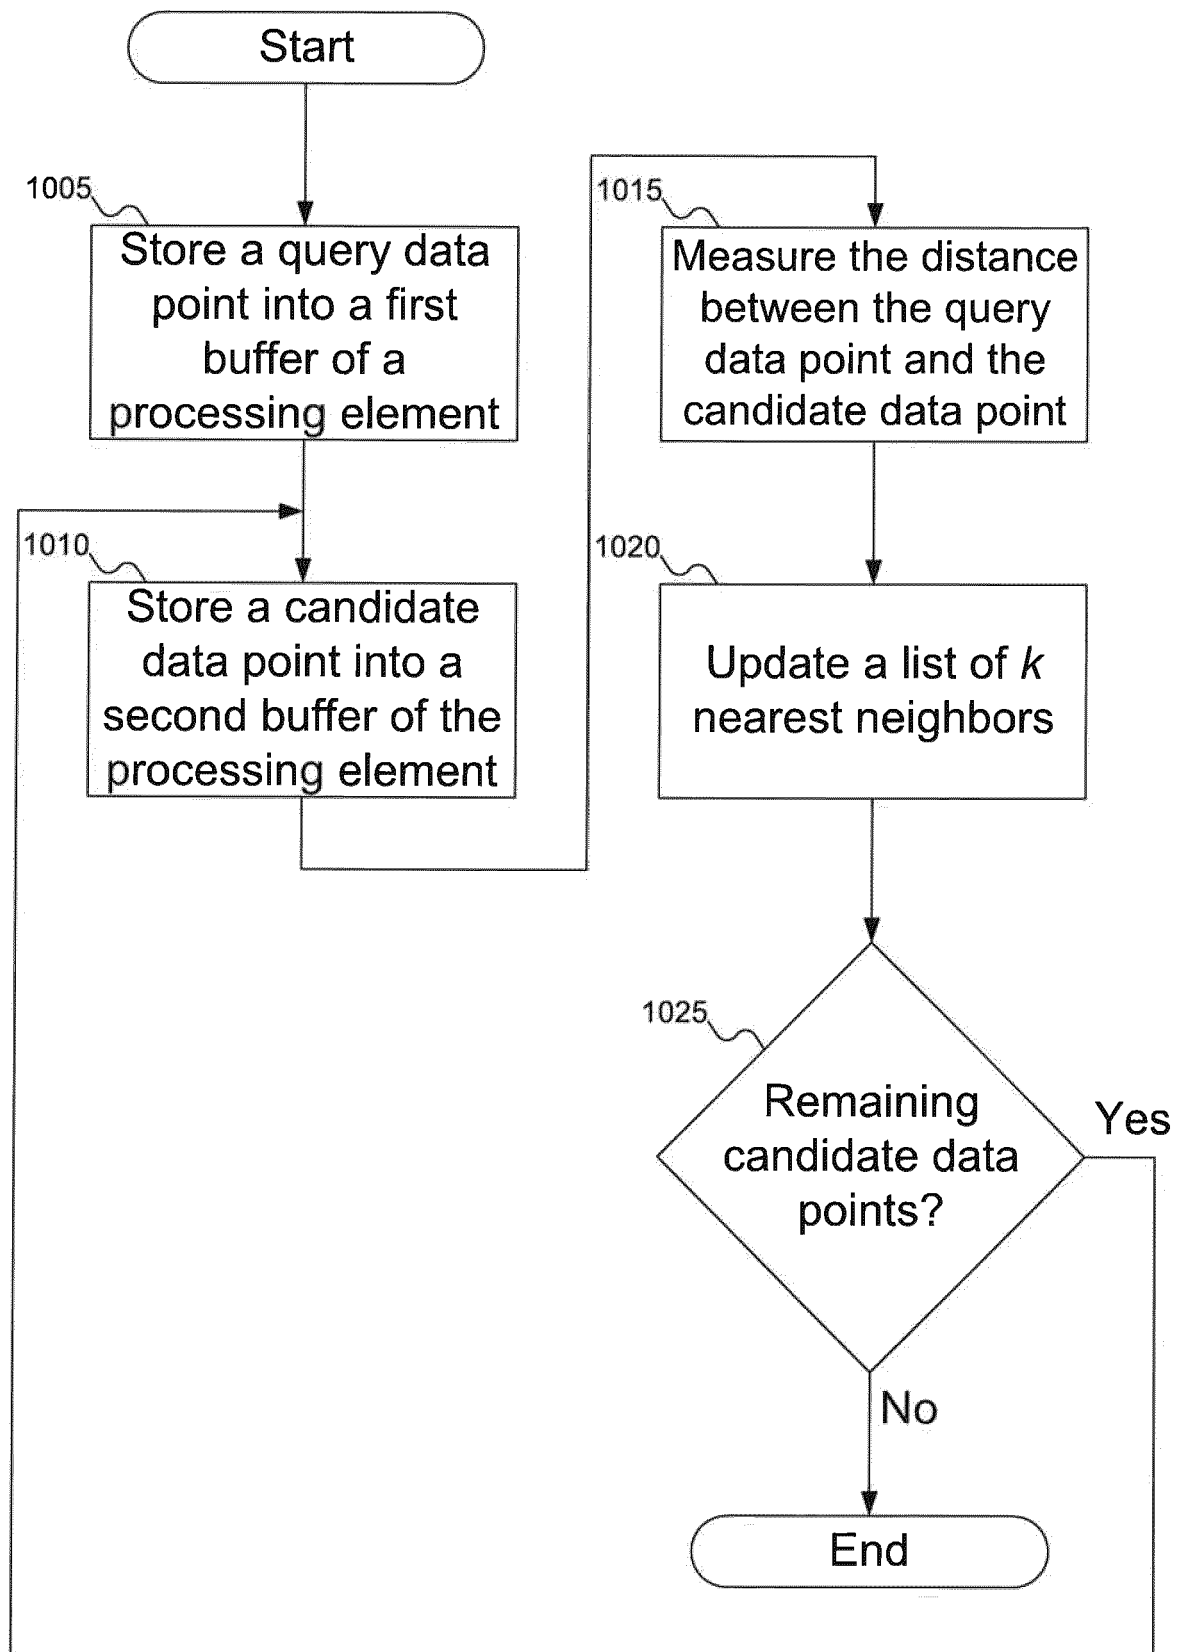 Start
1005
Store a query data
point into a first
buffer of a
processing element
1010
Store a candidate
data point into a
second buffer of the
processing element
1015
Measure the distance
between the query
data point and the
candidate data point
1020
Update a list of k
nearest neighbors
1025
Remaining
candidate data
points?
Yes
No
End